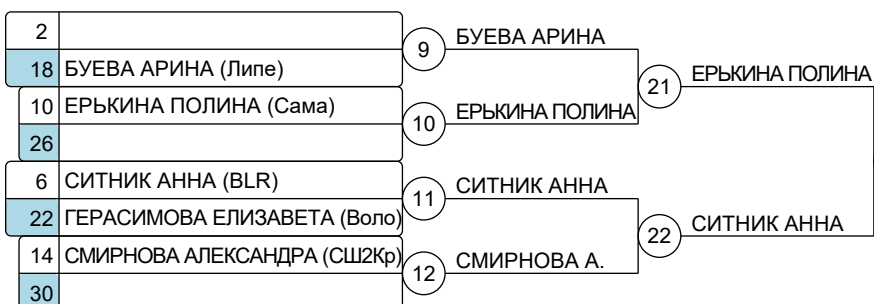 2
18 БУЕВА АРИНА (Липе)
9 БУЕВА АРИНА
10 ЕРЬКИНА ПОЛИНА (Сама)
26
10 ЕРЬКИНА ПОЛИНА
21 ЕРЬКИНА ПОЛИНА
6 СИТНИК АННА (BLR)
22 ГЕРАСИМОВА ЕЛИЗАВЕТА (Воло)
11 СИТНИК АННА
14 СМИРНОВА АЛЕКСАНДРА (СШ2Кр)
30
12 СМИРНОВА А.
22 СИТНИК АННА